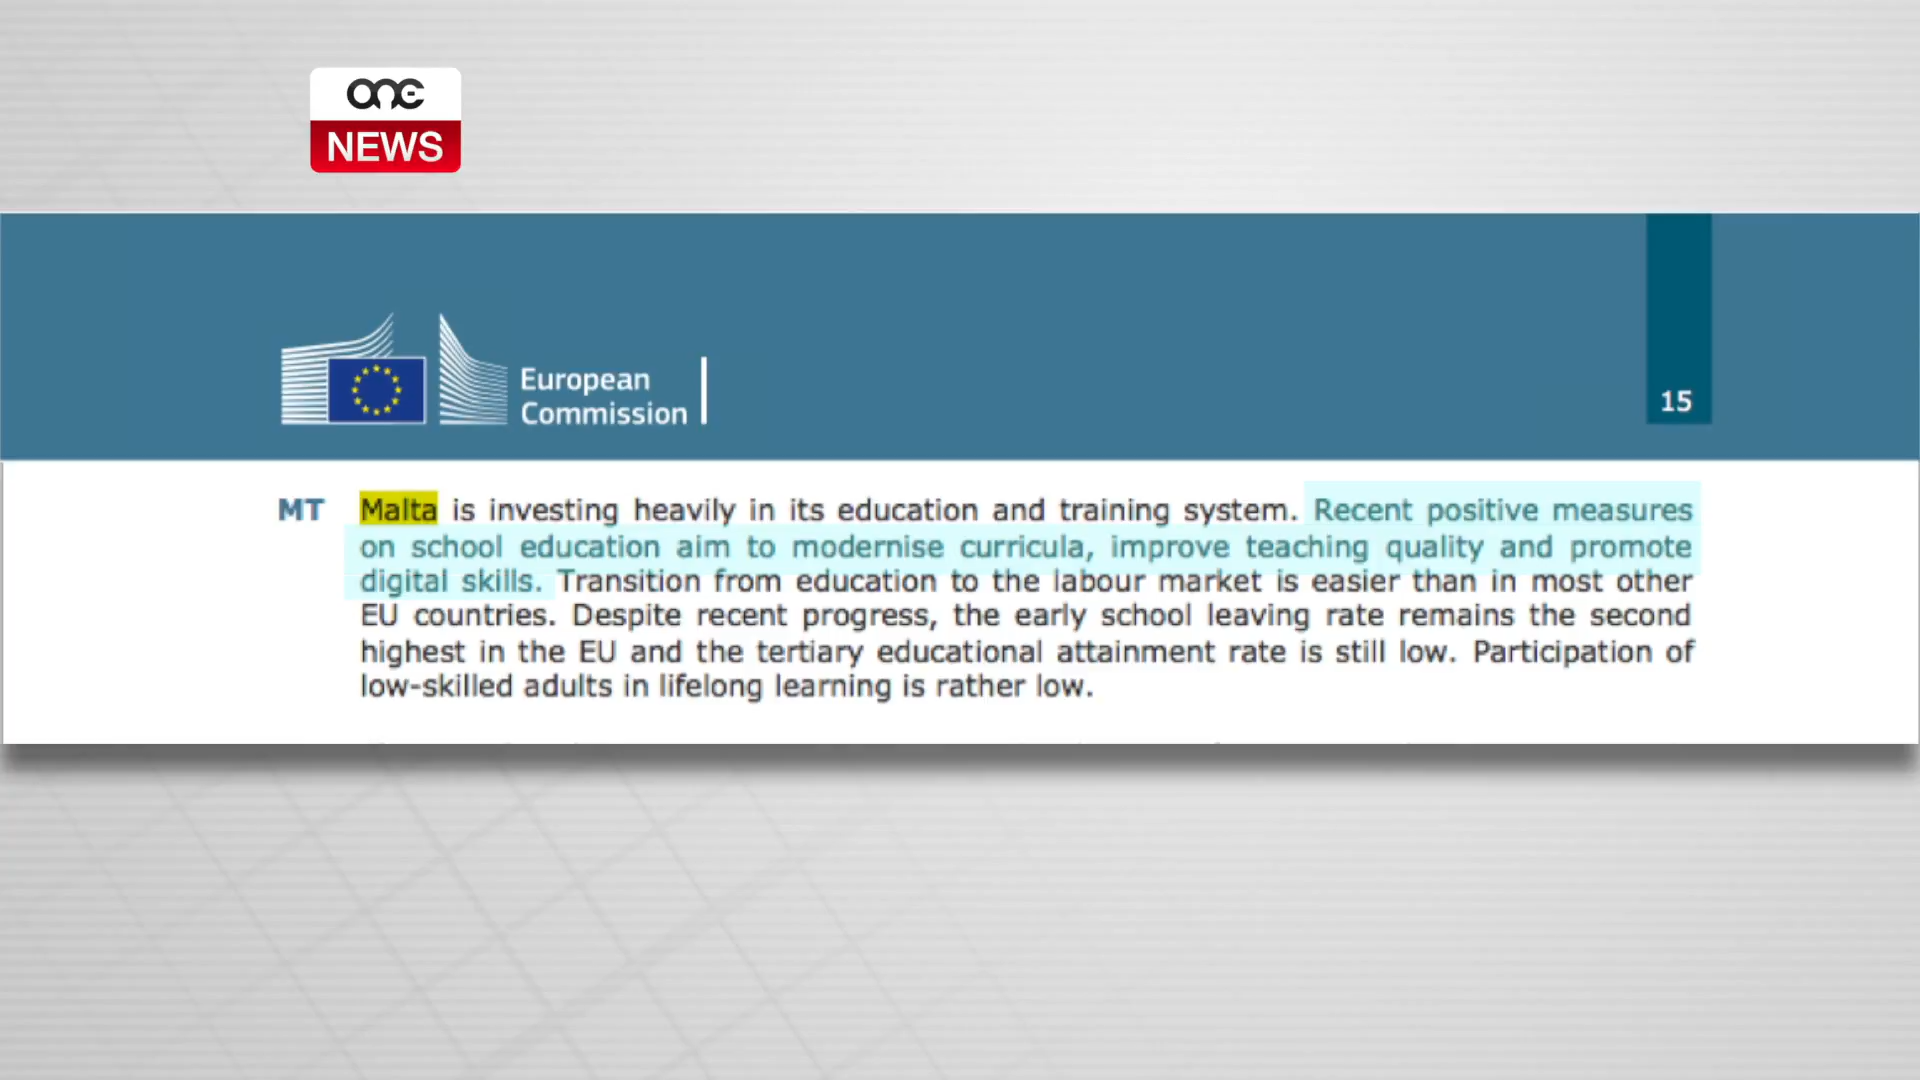 one
NEWS
European
Commission
15
MT Malta is investing heavily in its education and training system. Recent positive measures
on school education aim to modernise curricula, improve teaching quality and promote
digital skills. Transition from education to the labour market is easier than in most other
EU countries. Despite recent progress, the early school leaving rate remains the second
highest in the EU and the tertiary educational attainment rate is still low. Participation of
low-skilled adults in lifelong learning is rather low.